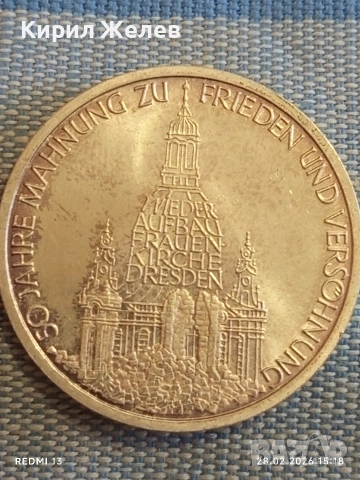 Кирил Желев
50 JAHRE MAHNUNG ZU FRIEDEN UND VERSÖHNUNG
WIEDER
AUFBAU
FRAUEN-
KIRCHE
DRESDEN
REDMI 13
28.02.2026 15:18